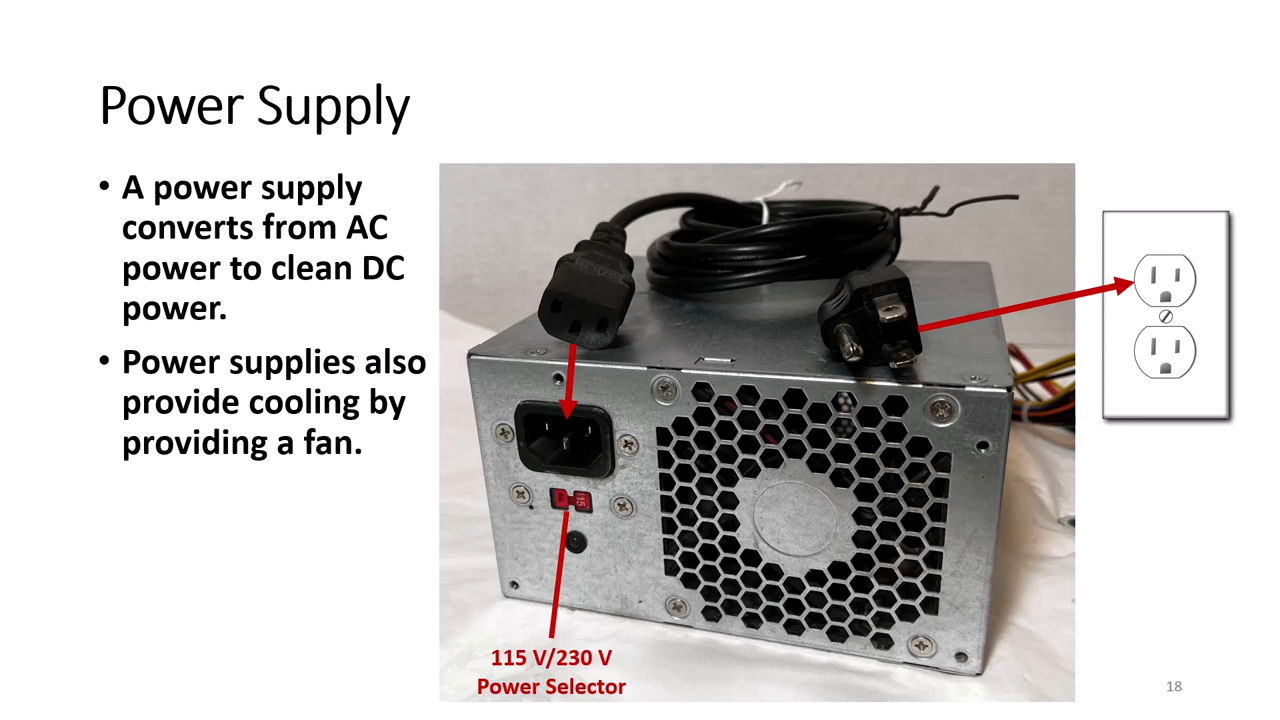 Power Supply
• A power supply
converts from AC
power to clean DC
power.
• Power supplies also
provide cooling by
providing a fan.
115
115 V/230 V
Power Selector
18